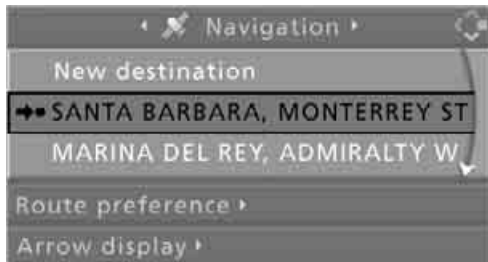 Navigation
New destination
SANTA BARBARA, MONTERREY ST
MARINA DEL REY, ADMIRALTY W
Route preference
Arrow display